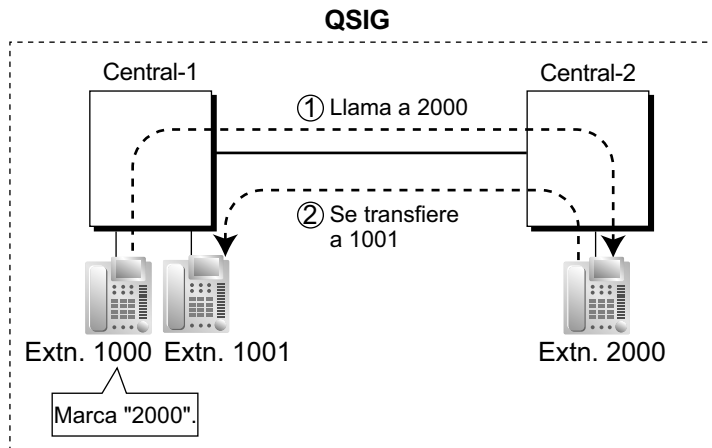 QSIG
Central-1
Central-2
① Llama a 2000
② Se transfiere
a 1001
Extn. 1000
Extn. 1001
Extn. 2000
Marca "2000".